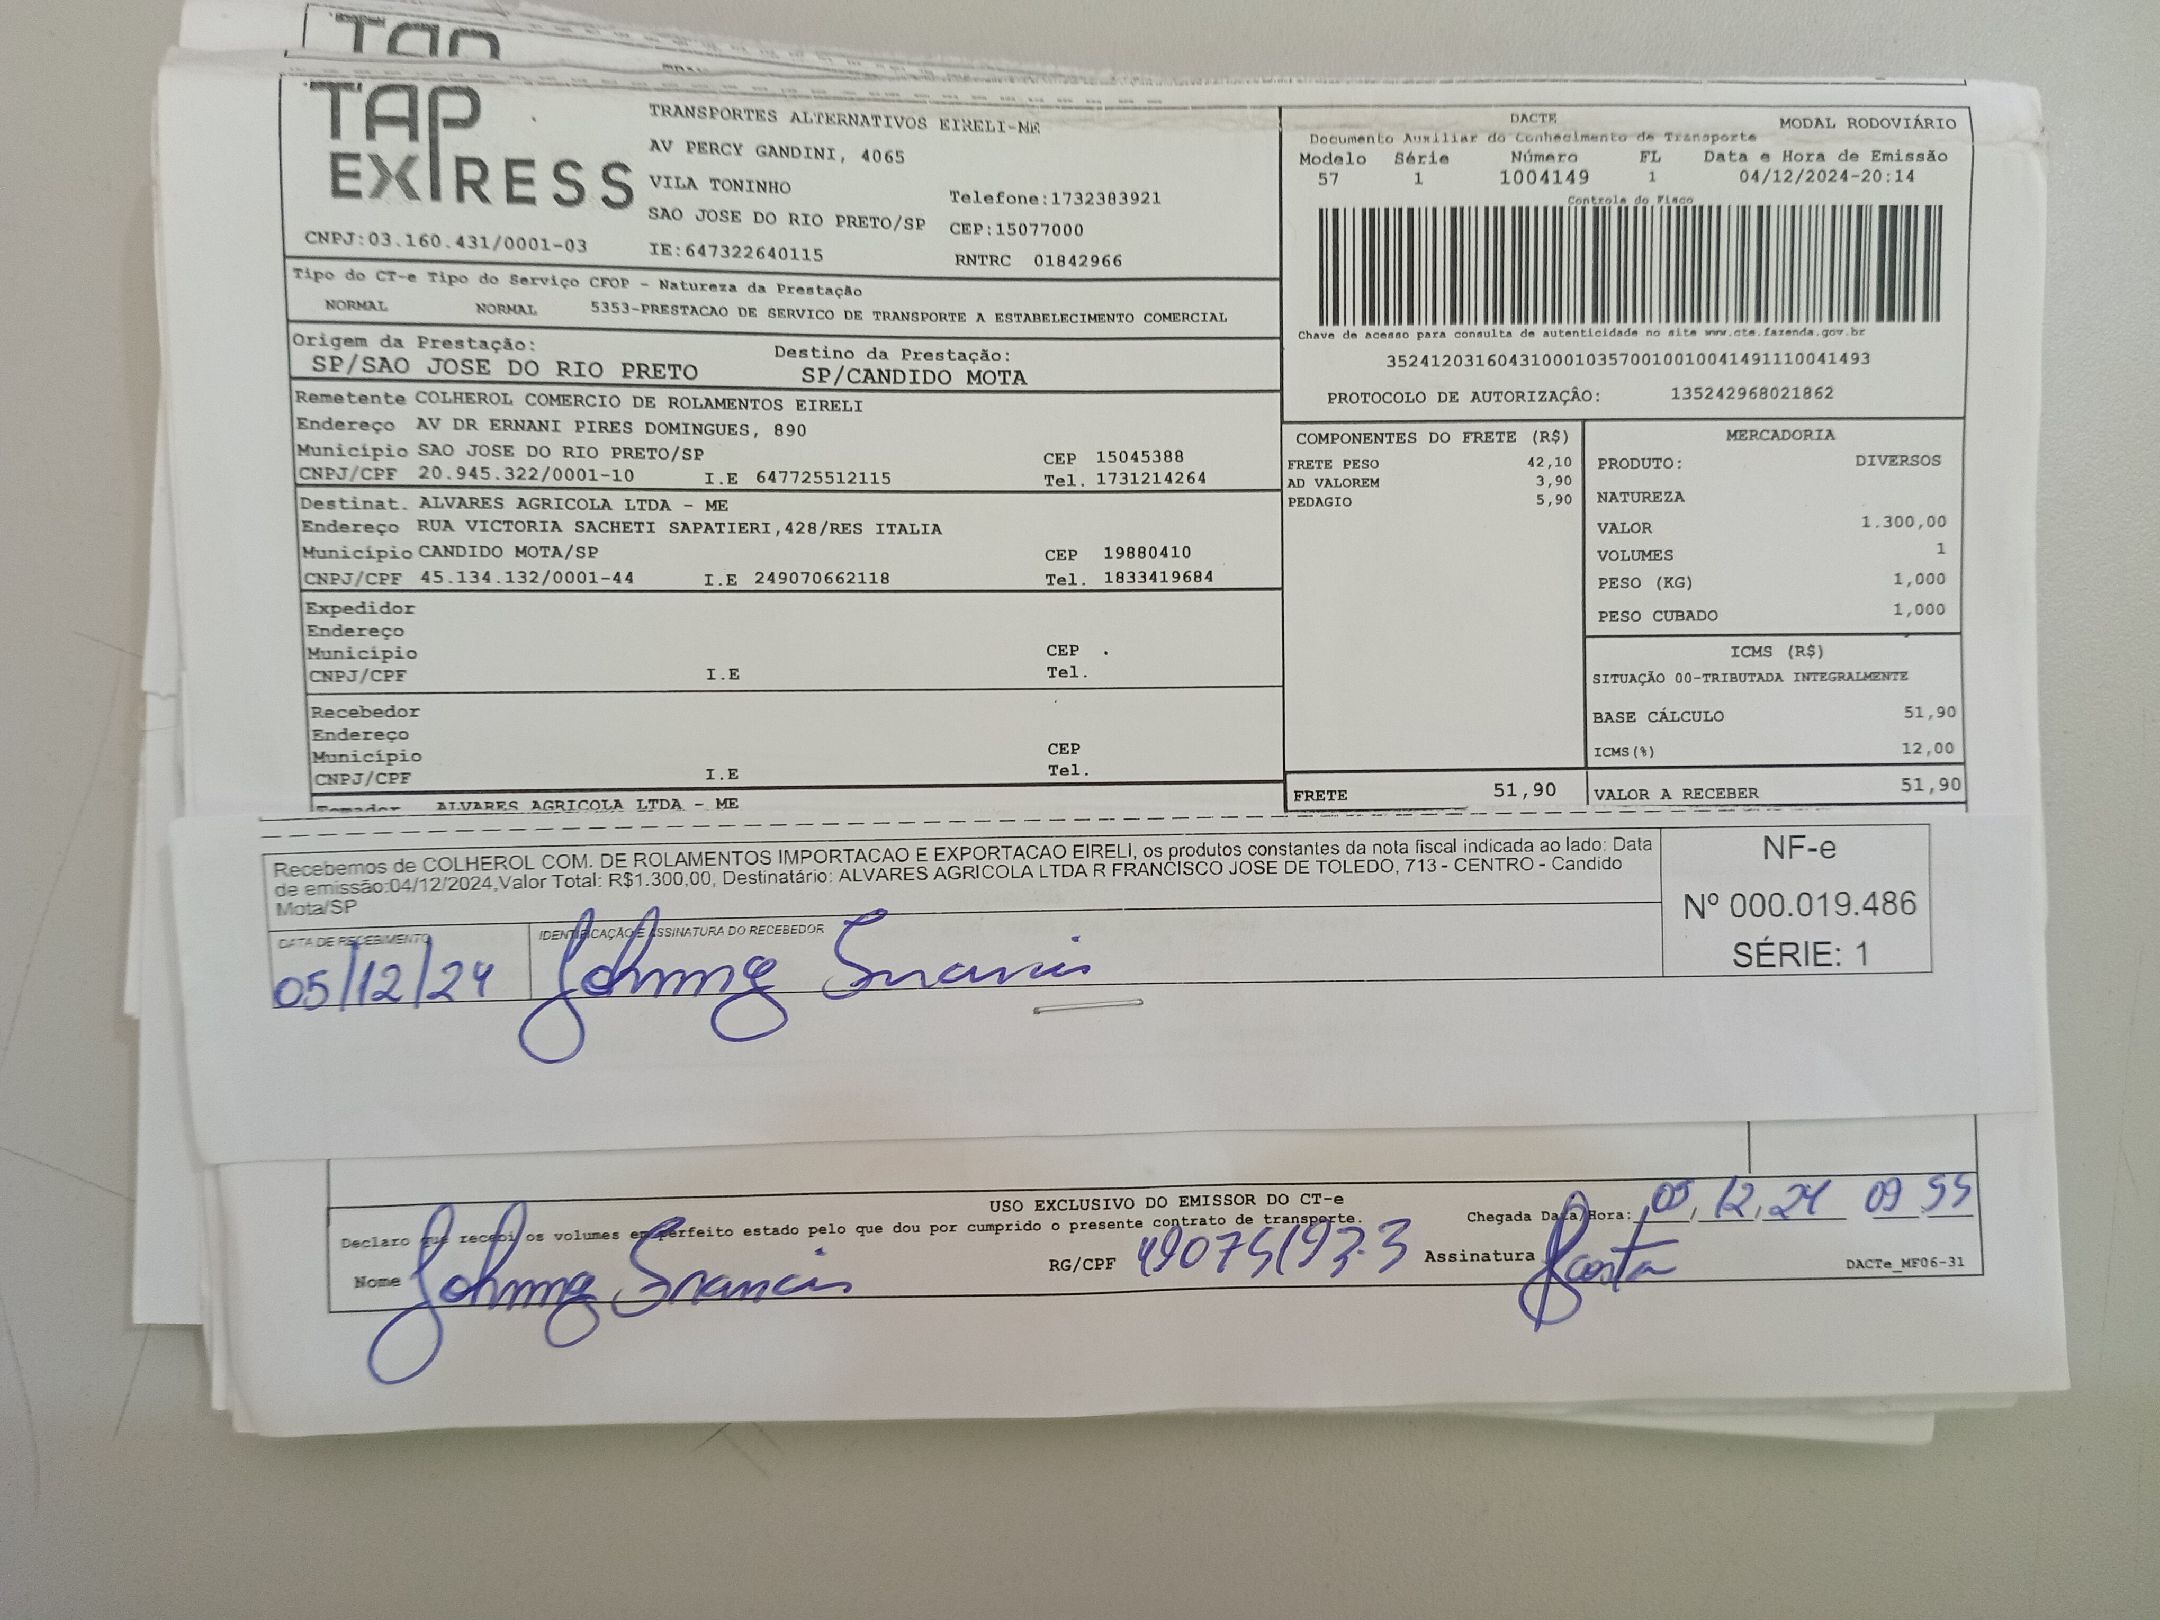 TAP
TAP EXPRESS
TRANSPORTES ALTERNATIVOS EIRELI-ME
AV PERCY GANDINI, 4065
VILA TONINHO Telefone:1732383921
SAO JOSE DO RIO PRETO/SP CEP:15077000
CNPJ:03.160.431/0001-03 IE:647322640115 RNTRC 01842966
DACTE MODAL RODOVIÁRIO
Documento Auxiliar do Conhecimento de Transporte
Modelo Série Número FL Data e Hora de Emissão
57 1 1004149 1 04/12/2024-20:14
Controle do Fisco
Chave de acesso para consulta de autenticidade no site www.cte.fazenda.gov.br
35241203160431000103570010010041491110041493
PROTOCOLO DE AUTORIZAÇÂO: 135242968021862
Tipo do CT-e Tipo do Serviço CFOP - Natureza da Prestação
NORMAL NORMAL 5353-PRESTACAO DE SERVICO DE TRANSPORTE A ESTABELECIMENTO COMERCIAL
Origem da Prestação: Destino da Prestação:
SP/SAO JOSE DO RIO PRETO SP/CANDIDO MOTA
Remetente COLHEROL COMERCIO DE ROLAMENTOS EIRELI
Endereço AV DR ERNANI PIRES DOMINGUES, 890
Município SAO JOSE DO RIO PRETO/SP CEP 15045388
CNPJ/CPF 20.945.322/0001-10 I.E 647725512115 Tel. 1731214264
Destinat. ALVARES AGRICOLA LTDA - ME
Endereço RUA VICTORIA SACHETI SAPATIERI,428/RES ITALIA
Município CANDIDO MOTA/SP CEP 19880410
CNPJ/CPF 45.134.132/0001-44 I.E 249070662118 Tel. 1833419684
Expedidor
Endereço
Município CEP .
CNPJ/CPF I.E Tel.
Recebedor
Endereço
Município CEP
CNPJ/CPF I.E Tel.
Tomador ALVARES AGRICOLA LTDA - ME
COMPONENTES DO FRETE (R$)
FRETE PESO 42,10
AD VALOREM 3,90
PEDAGIO 5,90
FRETE 51,90
MERCADORIA
PRODUTO: DIVERSOS
NATUREZA
VALOR 1.300,00
VOLUMES 1
PESO (KG) 1,000
PESO CUBADO 1,000
ICMS (R$)
SITUAÇÃO 00-TRIBUTADA INTEGRALMENTE
BASE CÁLCULO 51,90
ICMS(%) 12,00
VALOR A RECEBER 51,90
Recebemos de COLHEROL COM. DE ROLAMENTOS IMPORTACAO E EXPORTACAO EIRELI, os produtos constantes da nota fiscal indicada ao lado: Data
de emissão:04/12/2024,Valor Total: R$1.300,00, Destinatário: ALVARES AGRICOLA LTDA R FRANCISCO JOSE DE TOLEDO, 713 - CENTRO - Candido
Mota/SP
DATA DE RECEBIMENTO IDENTIFICAÇÃO E ASSINATURA DO RECEBEDOR
05/12/24 Johnny
NF-e
Nº 000.019.486
SÉRIE: 1
USO EXCLUSIVO DO EMISSOR DO CT-e
Declaro que recebi os volumes em perfeito estado pelo que dou por cumprido o presente contrato de transporte.
Chegada Data/Hora: 05,12,24 09
Nome Johnny RG/CPF Assinatura Costa DACTe_MF06-31